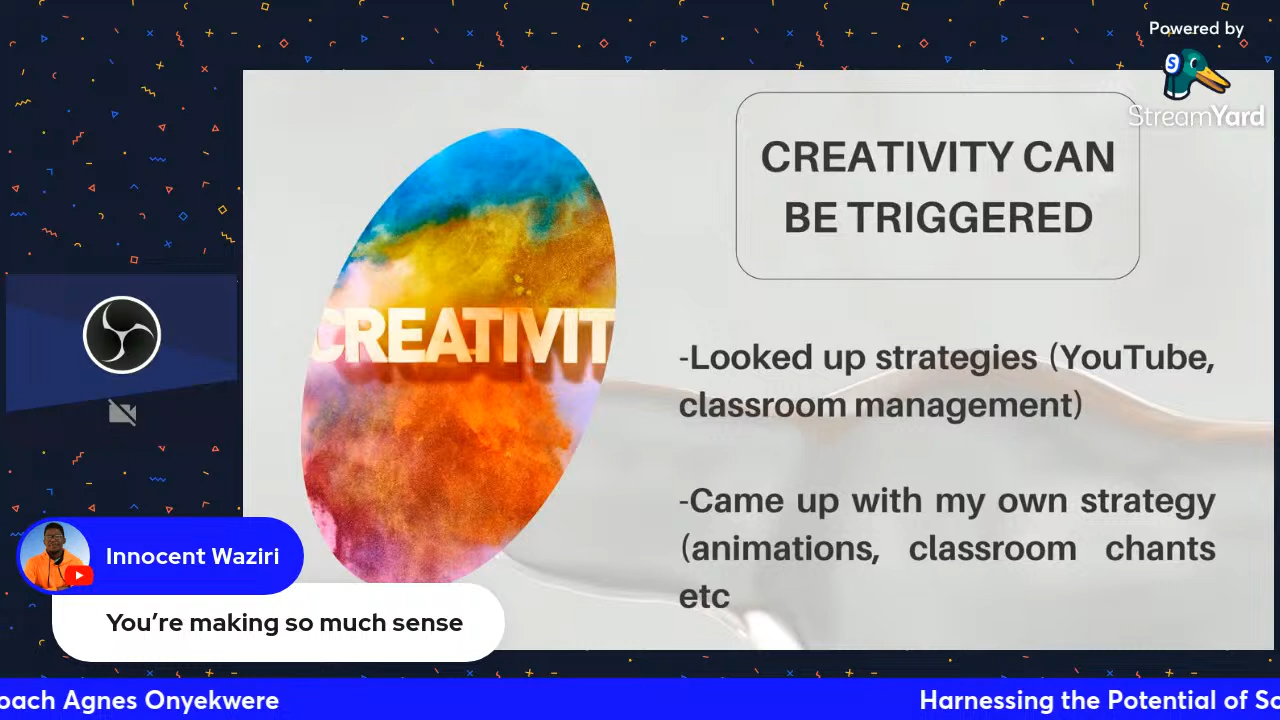 Powered by
StreamYard
CREATIVITY CAN
BE TRIGGERED
CREATIVIT
-Looked up strategies (YouTube,
classroom management)
-Came up with my own strategy
(animations, classroom chants
etc
Innocent Waziri
You’re making so much sense
oach Agnes Onyekwere
Harnessing the Potential of So